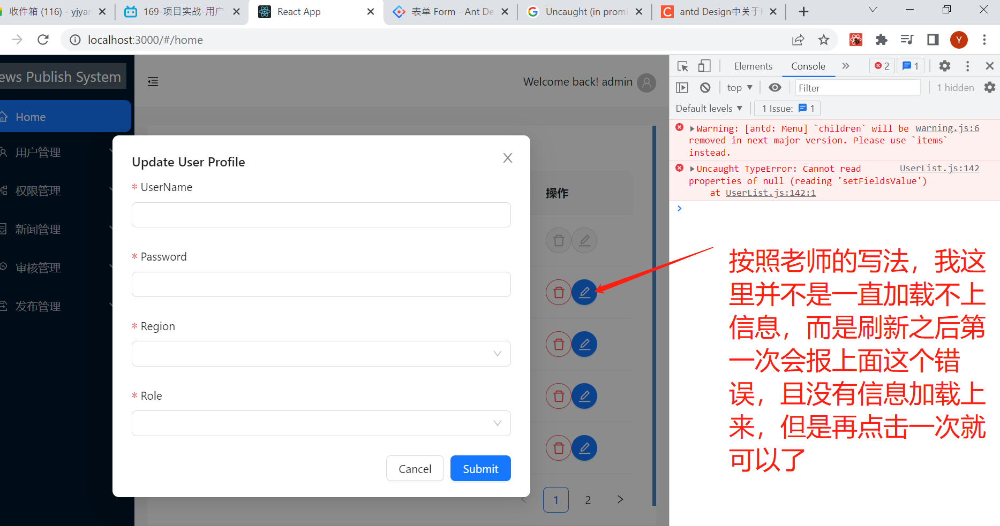 收件箱 (116) - yjyan
169-项目实战-用户
React App
表单 Form - Ant De
Uncaught (in promi
antd Design中关于
localhost:3000/#/home
Y
ews Publish System
Home
用户管理
权限管理
新闻管理
审核管理
发布管理
Welcome back! admin
操作
Update User Profile
* UserName
* Password
* Region
* Role
Cancel
Submit
1
2
Elements
Console
2
1
top
Filter
1 hidden
Default levels
1 Issue:
1
Warning: [antd: Menu] `children` will be warning.js:6
removed in next major version. Please use `items`
instead.
Uncaught TypeError: Cannot read UserList.js:142
properties of null (reading 'setFieldsValue')
at UserList.js:142:1
按照老师的写法，我这
里并不是一直加载不上
信息，而是刷新之后第
一次会报上面这个错
误，且没有信息加载上
来，但是再点击一次就
可以了